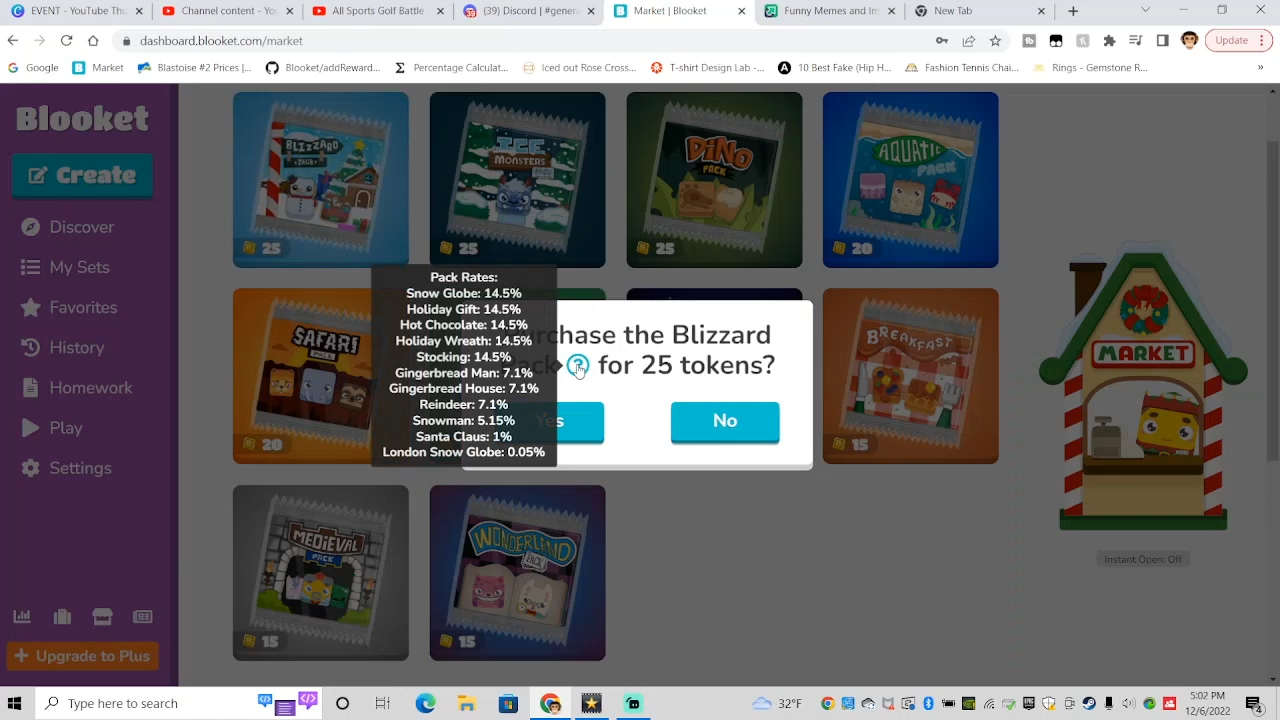 EVENT - YouTube Thu
Channel content - You
All Sports Golf Battle
(39) Discord | #genera
Market | Blooket
Funny Memes and Im
New Tab
dashboard.blooket.com/market
Update
Google
Market
Blastoise #2 Prices |...
Blooket/addReward...
Percentage Calculat...
Iced out Rose Cross...
T-shirt Design Lab -...
10 Best Fake (Hip H...
Fashion Tennis Chai...
Rings - Gemstone R...
»
Blooket
Create
Discover
My Sets
Favorites
History
Homework
Play
Settings
Upgrade to Plus
BLIZZARD
PACK
25
ICE
MONSTERS
PACK
25
DINO
PACK
25
AQUATIC
PACK
20
SAFARI
PACK
20
BREAKFAST
15
MEDIEVAL
PACK
15
WONDERLAND
PACK
15
Pack Rates:
Snow Globe: 14.5%
Holiday Gift: 14.5%
Hot Chocolate: 14.5%
Holiday Wreath: 14.5%
Stocking: 14.5%
Gingerbread Man: 7.1%
Gingerbread House: 7.1%
Reindeer: 7.1%
Snowman: 5.15%
Santa Claus: 1%
London Snow Globe: 0.05%
rchase the Blizzard
ck ? for 25 tokens?
Yes
No
MARKET
Instant Open: Off
Type here to search
32°F
5:02 PM
12/6/2022
4